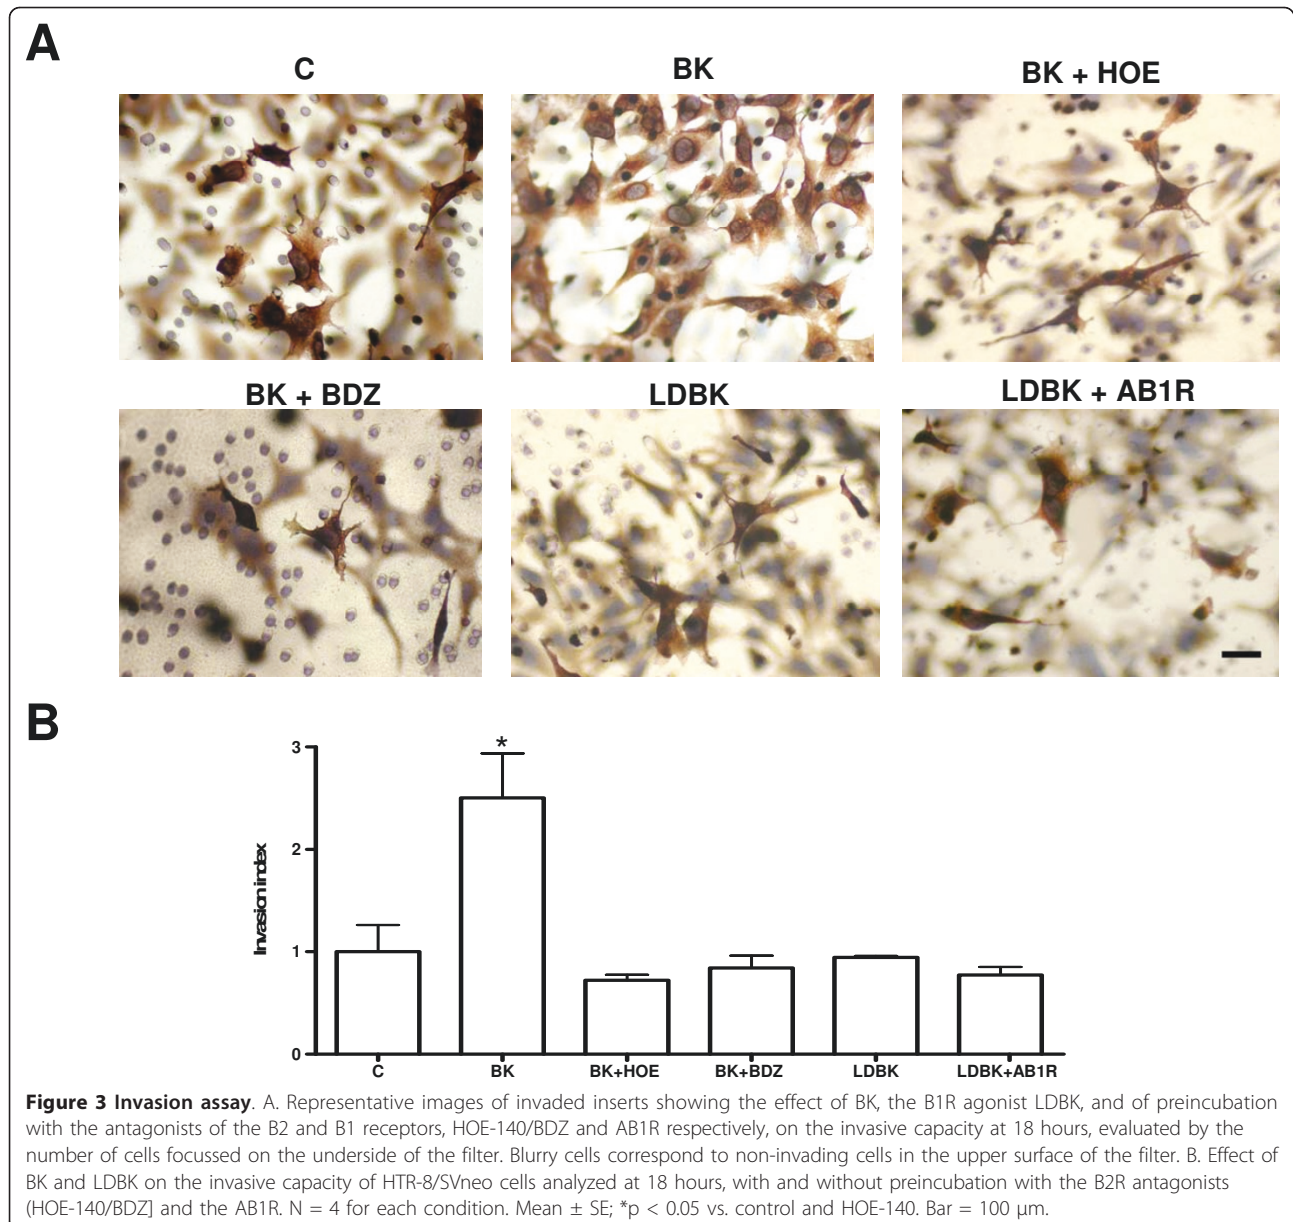 A
C
BK
BK + HOE
BK + BDZ
LDBK
LDBK + AB1R
B
3
*
2
1
0
Invasion index
C
BK
BK+HOE
BK+BDZ
LDBK
LDBK+AB1R
Figure 3 Invasion assay. A. Representative images of invaded inserts showing the effect of BK, the B1R agonist LDBK, and of preincubation
with the antagonists of the B2 and B1 receptors, HOE-140/BDZ and AB1R respectively, on the invasive capacity at 18 hours, evaluated by the
number of cells focussed on the underside of the filter. Blurry cells correspond to non-invading cells in the upper surface of the filter. B. Effect of
BK and LDBK on the invasive capacity of HTR-8/SVneo cells analyzed at 18 hours, with and without preincubation with the B2R antagonists
(HOE-140/BDZ] and the AB1R. N = 4 for each condition. Mean ± SE; *p < 0.05 vs. control and HOE-140. Bar = 100 μm.